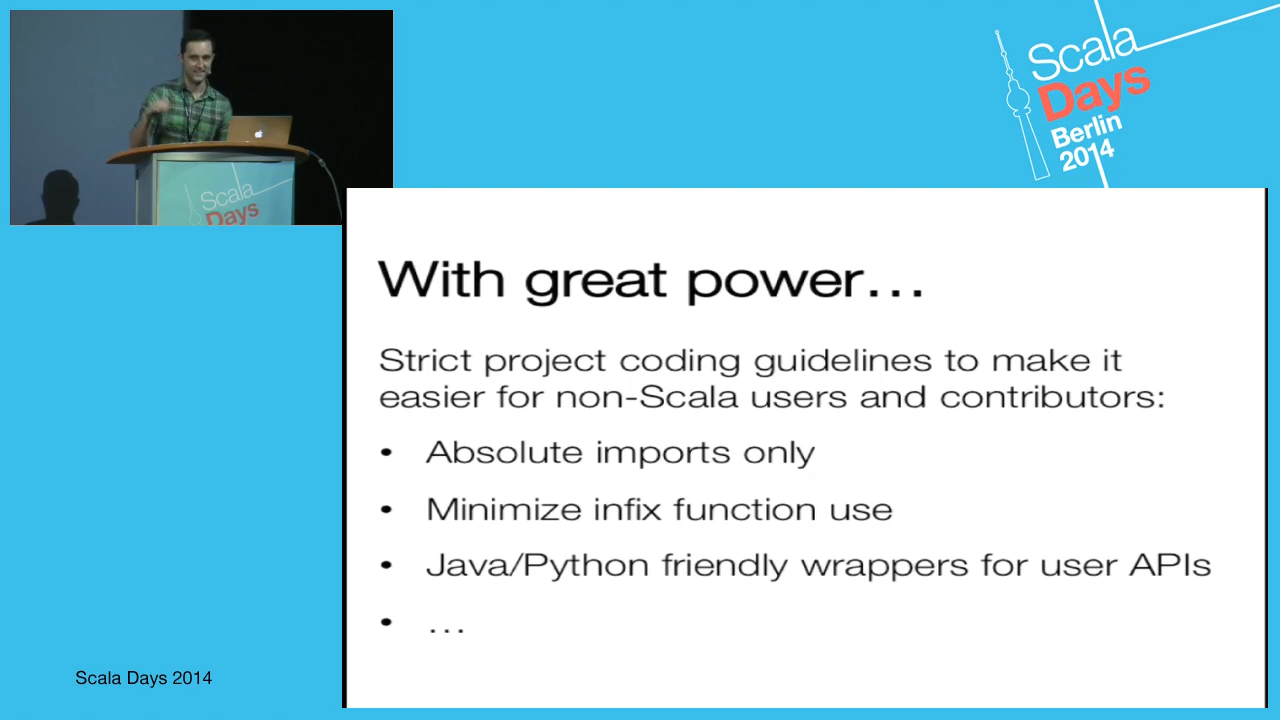 Scala
Days
Berlin
2014
Scala
Days
With great power…
Strict project coding guidelines to make it
easier for non-Scala users and contributors:
• Absolute imports only
• Minimize infix function use
• Java/Python friendly wrappers for user APIs
• …
Scala Days 2014